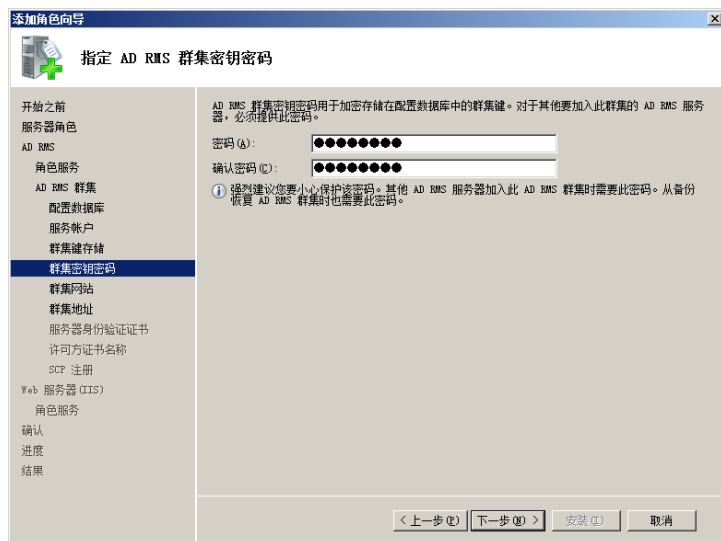 添加角色向导
指定 AD RMS 群集密钥密码
开始之前
服务器角色
AD RMS
角色服务
AD RMS 群集
配置数据库
服务帐户
群集键存储
群集密钥密码
群集网站
群集地址
服务器身份验证证书
许可方证书名称
SCP 注册
Web 服务器(IIS)
角色服务
确认
进度
结果
AD RMS 群集密钥密码用于加密存储在配置数据库中的群集键。对于其他要加入此群集的 AD RMS 服务
器，必须提供此密码。
密码(A):
●●●●●●●●
确认密码(C):
●●●●●●●●
强烈建议您要小心保护该密码。其他 AD RMS 服务器加入此 AD RMS 群集时需要此密码。从备份
恢复 AD RMS 群集时也需要此密码。
< 上一步(P) 下一步(N) > 安装(I) 取消